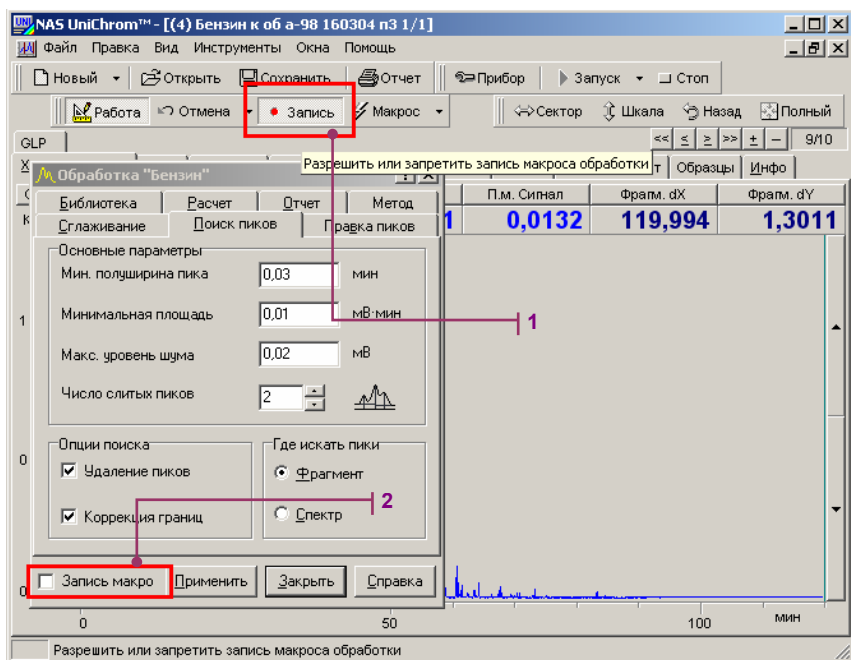 NAS UniChrom™ - [(4) Бензин к об а-98 160304 п3 1/1]
Файл Правка Вид Инструменты Окна Помощь
Новый Открыть Сохранить Отчет Прибор Запуск Стоп
Работа Отмена Запись Макрос Сектор Шкала Назад Полный
GLP << ≤ ≥ >> ± – 9/10
Разрешить или запретить запись макроса обработки
Образцы Инфо
Обработка "Бензин"
П.м. Сигнал Фрагм. dX Фрагм. dY
0,0132 119,994 1,3011
Библиотека Расчет Отчет Метод
Сглаживание Поиск пиков Правка пиков
Основные параметры
Мин. полуширина пика 0,03 мин
Минимальная площадь 0,01 мВ·мин
Макс. уровень шума 0,02 мВ
Число слитых пиков 2
1
1
0
Опции поиска Где искать пики
Удаление пиков Фрагмент
Коррекция границ Спектр
2
Запись макро Применить Закрыть Справка
0
0 50 100 мин
Разрешить или запретить запись макроса обработки